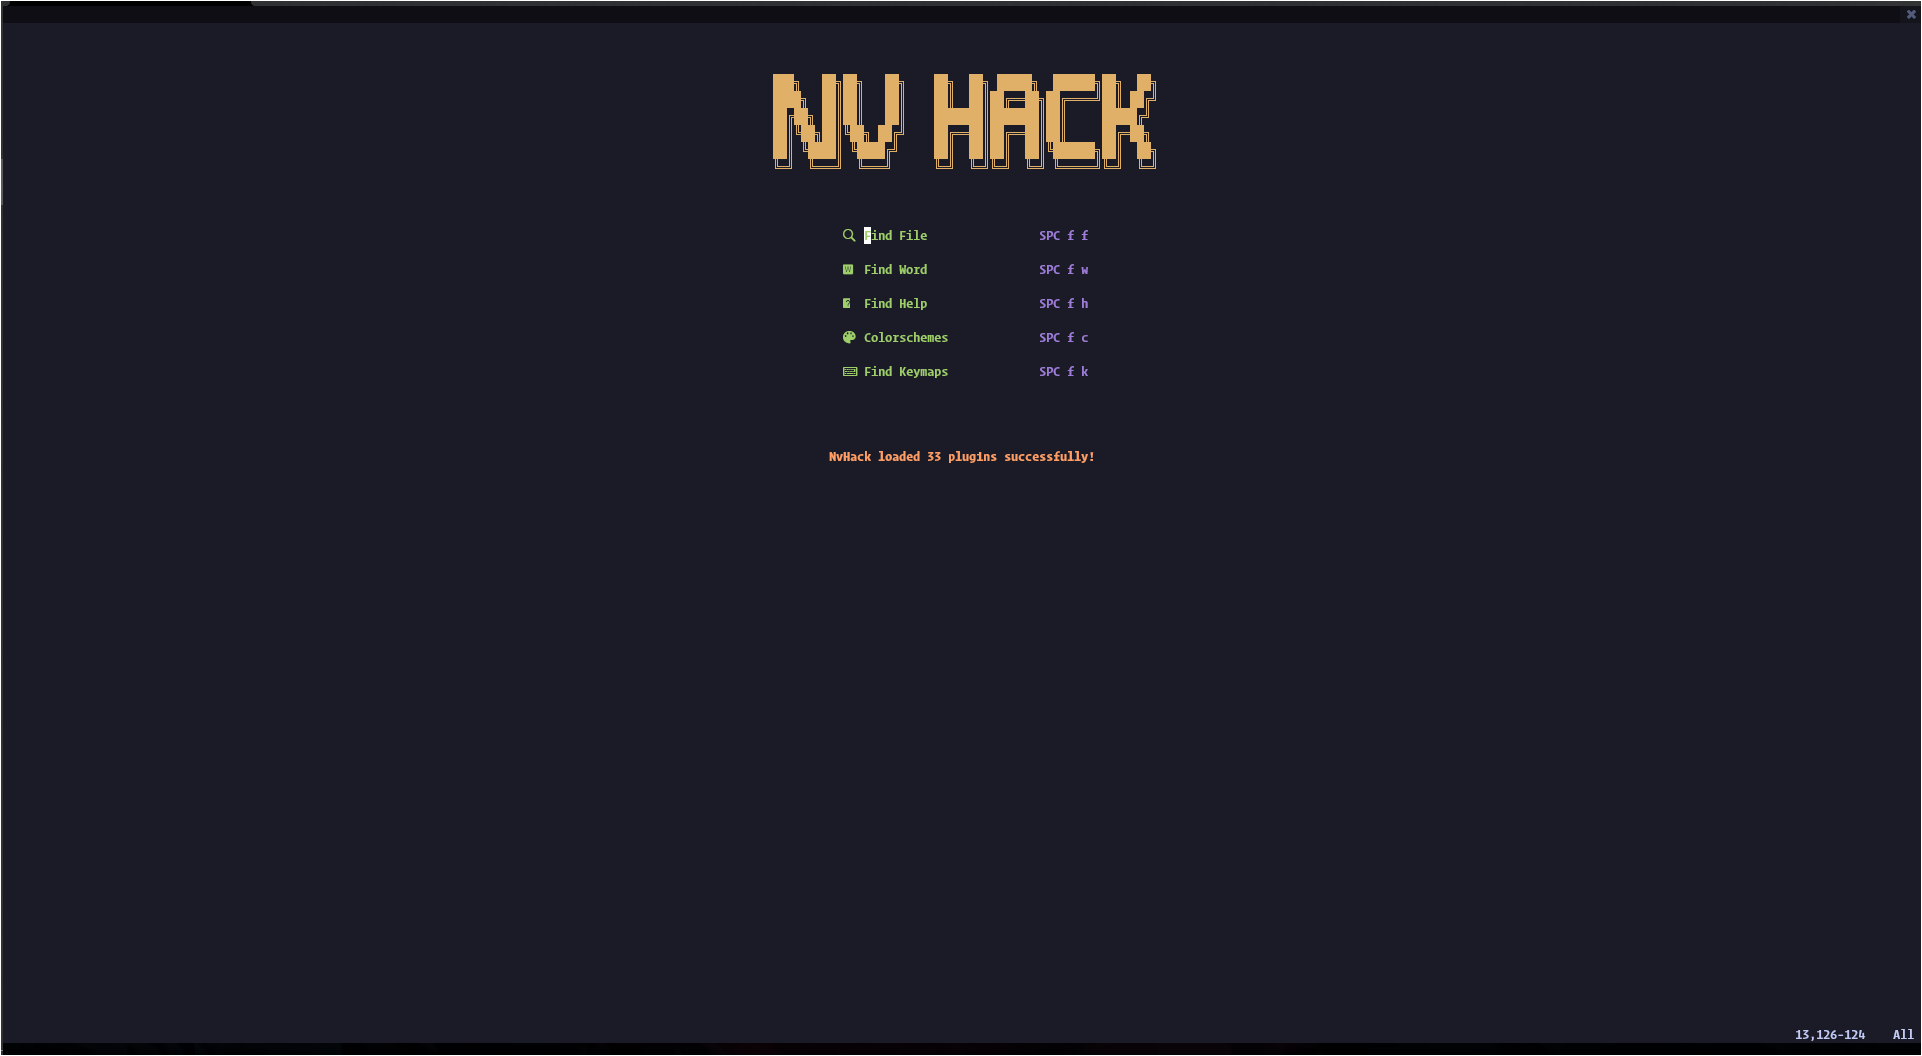 NV HACK
Find File SPC f f
Find Word SPC f w
Find Help SPC f h
Colorschemes SPC f c
Find Keymaps SPC f k
NvHack loaded 33 plugins successfully!
13,126-124 All